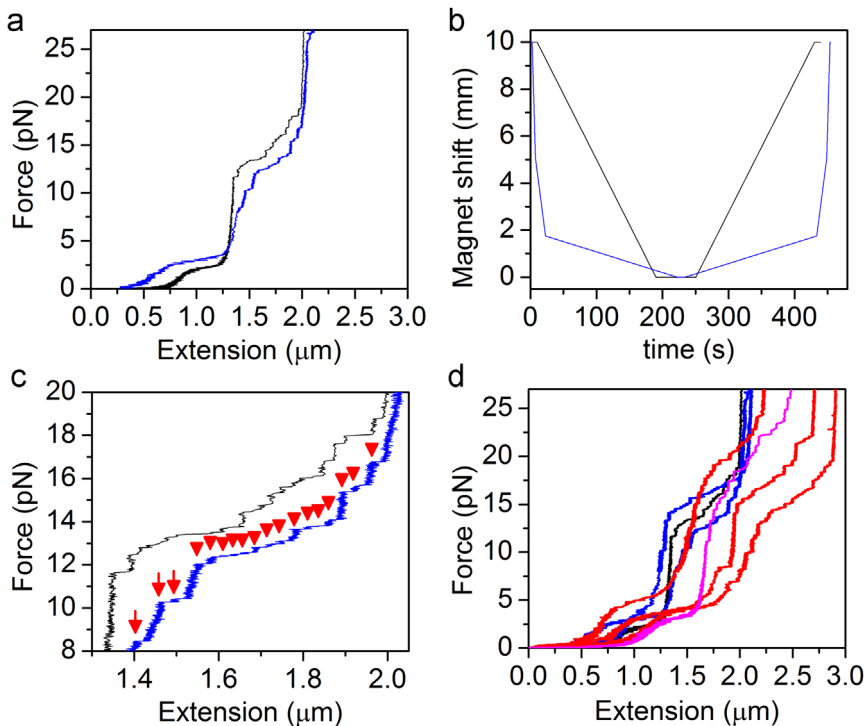 a
25
20
15
10
5
0
Force (pN)
0.0 0.5 1.0 1.5 2.0 2.5 3.0
Extension (μm)
b
10
8
6
4
2
0
Magnet shift (mm)
0 100 200 300 400
time (s)
c
20
18
16
14
12
10
8
Force (pN)
1.4 1.6 1.8 2.0
Extension (μm)
d
25
20
15
10
5
0
Force (pN)
0.0 0.5 1.0 1.5 2.0 2.5 3.0
Extension (μm)